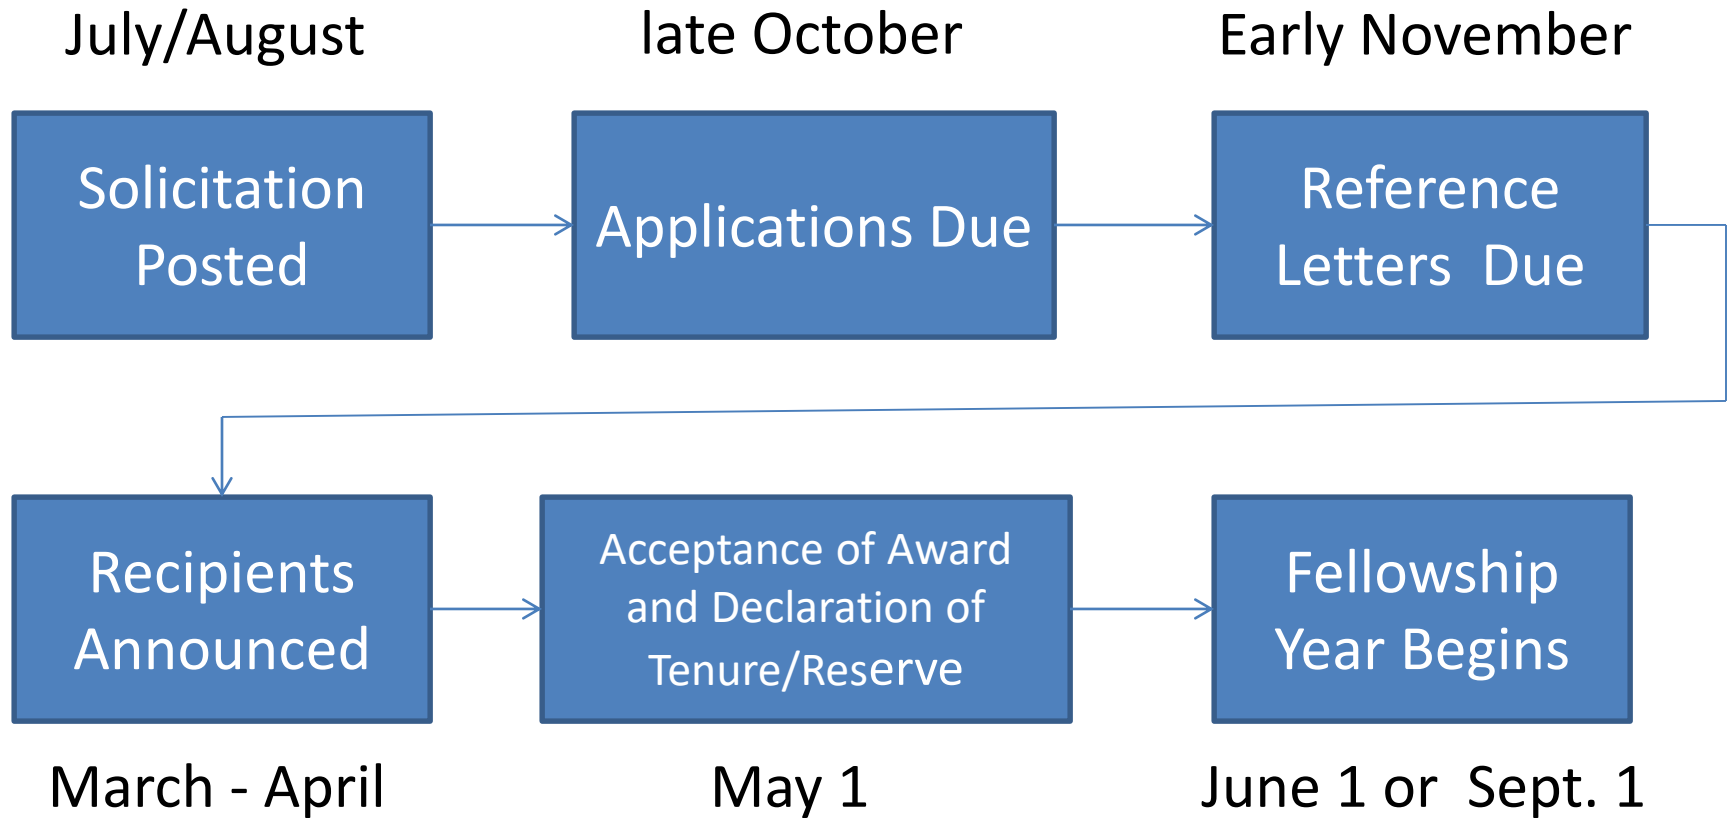 July/August
late October
Early November
Solicitation
Posted
Applications Due
Reference
Letters  Due
Recipients
Announced
Acceptance of Award
and Declaration of
Tenure/Reserve
Fellowship
Year Begins
March - April
May 1
June 1 or  Sept. 1